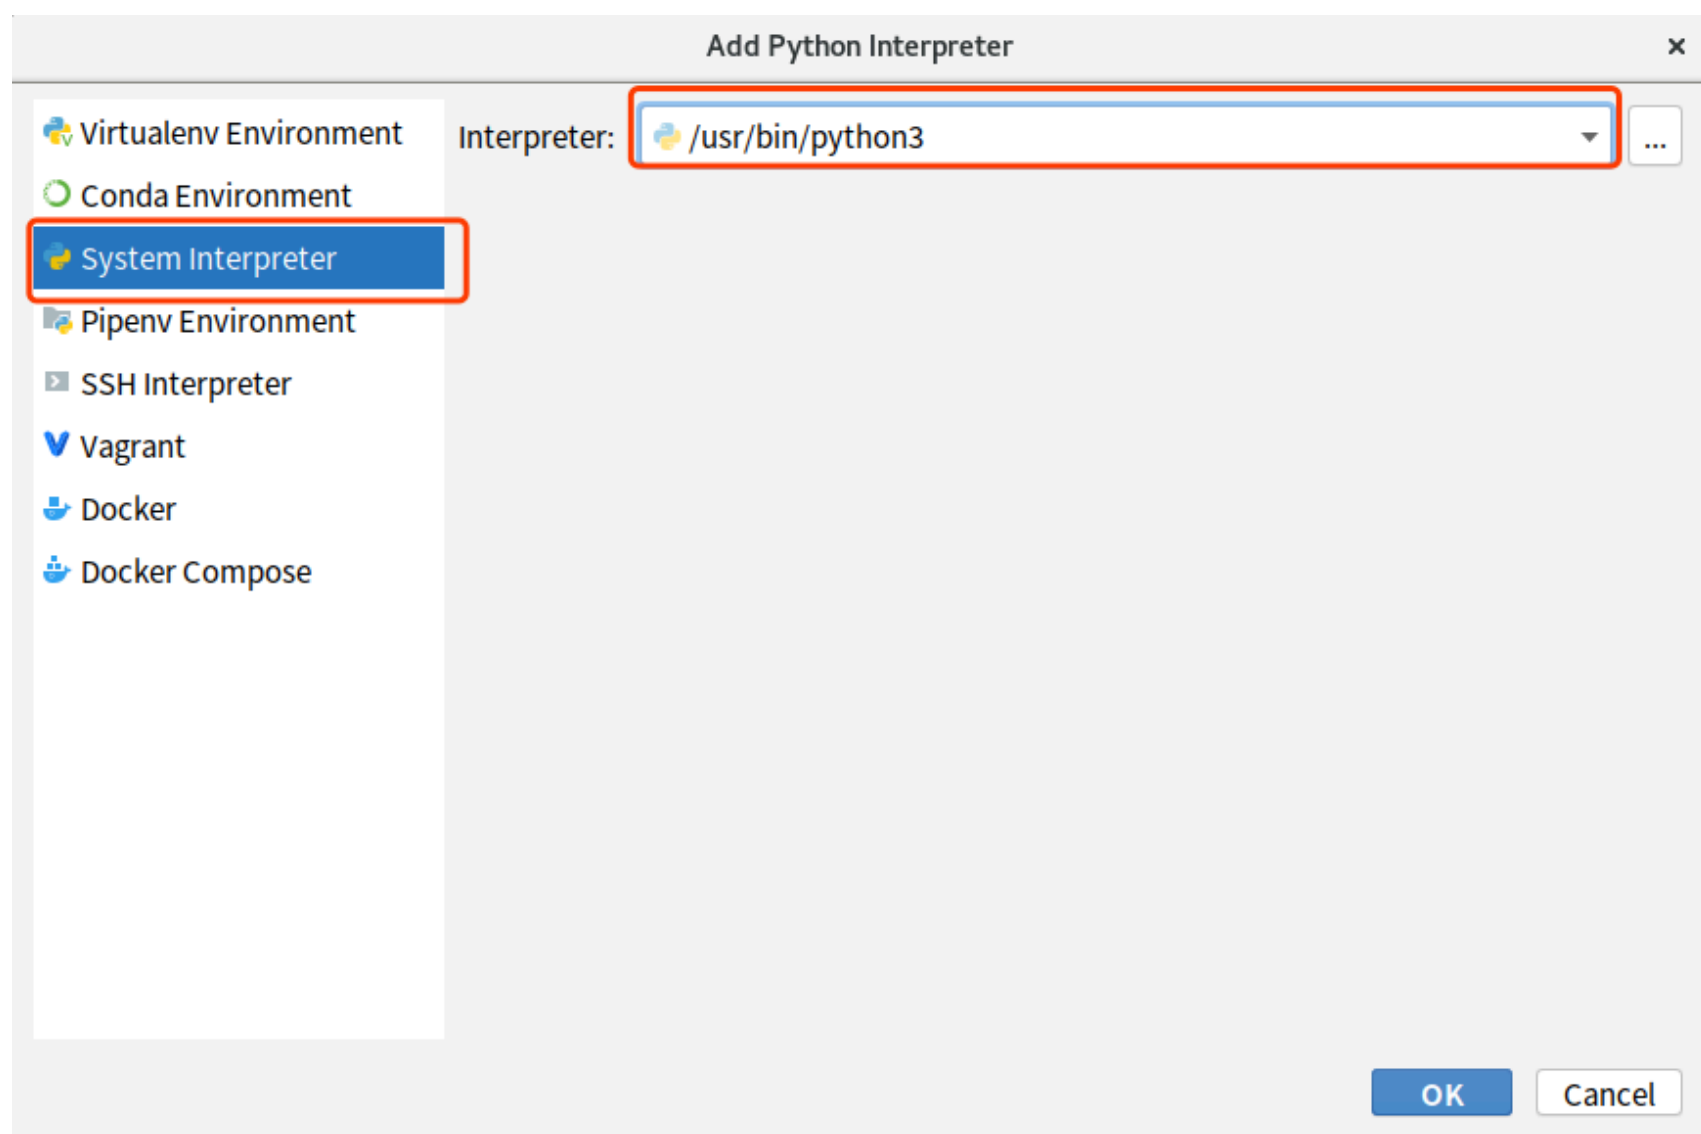 Add Python Interpreter
Virtualenv Environment
Conda Environment
System Interpreter
Pipenv Environment
SSH Interpreter
Vagrant
Docker
Docker Compose
Interpreter: /usr/bin/python3 ...
OK Cancel